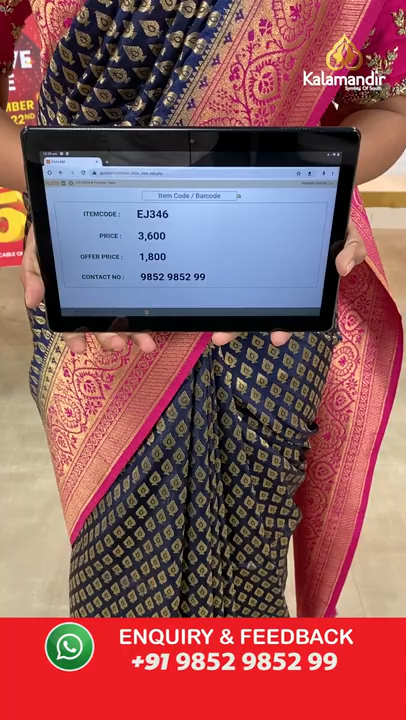 Kalamandir
Symbol Of South
VE
E
MBER
22ND
Item Code / Barcode
ITEMCODE : EJ346
PRICE : 3,600
OFFER PRICE : 1,800
CONTACT NO : 9852 9852 99
ENQUIRY & FEEDBACK
+91 9852 9852 99